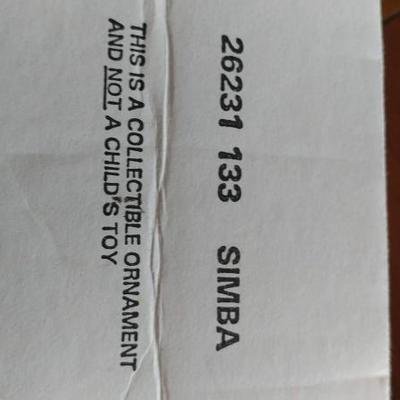 26231 133 SIMBA
THIS IS A COLLECTIBLE ORNAMENT
AND NOT A CHILD'S TOY